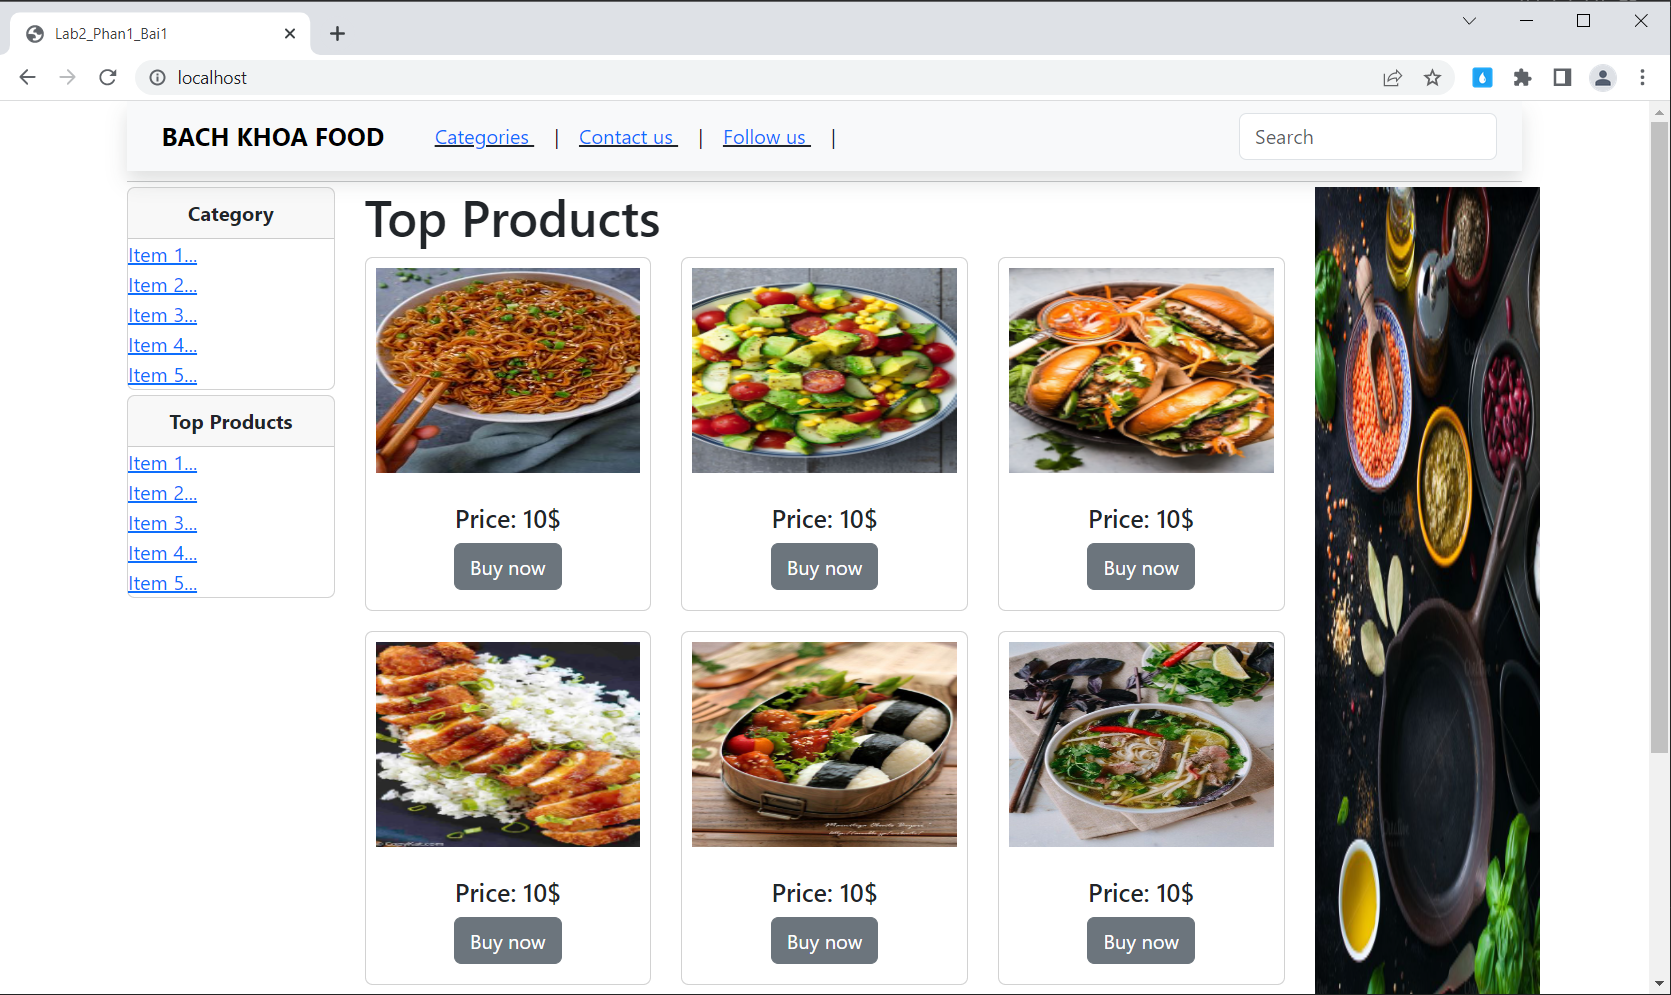 Lab2_Phan1_Bai1
localhost
BACH KHOA FOOD
Categories | Contact us | Follow us |
Search
Category
Item 1...
Item 2...
Item 3...
Item 4...
Item 5...
Top Products
Item 1...
Item 2...
Item 3...
Item 4...
Item 5...
Top Products
Price: 10$
Buy now
Price: 10$
Buy now
Price: 10$
Buy now
Price: 10$
Buy now
Price: 10$
Buy now
Price: 10$
Buy now